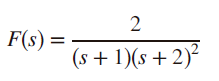 F(s) = 2 / ((s + 1)(s + 2)²)